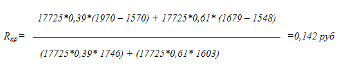 17725*0,39*(1970 – 1570) + 17725*0,61* (1679 – 1548)
R𝑘𝑝= =0,142 руб
(17725*0,39* 1746) + (17725*0,61* 1603)